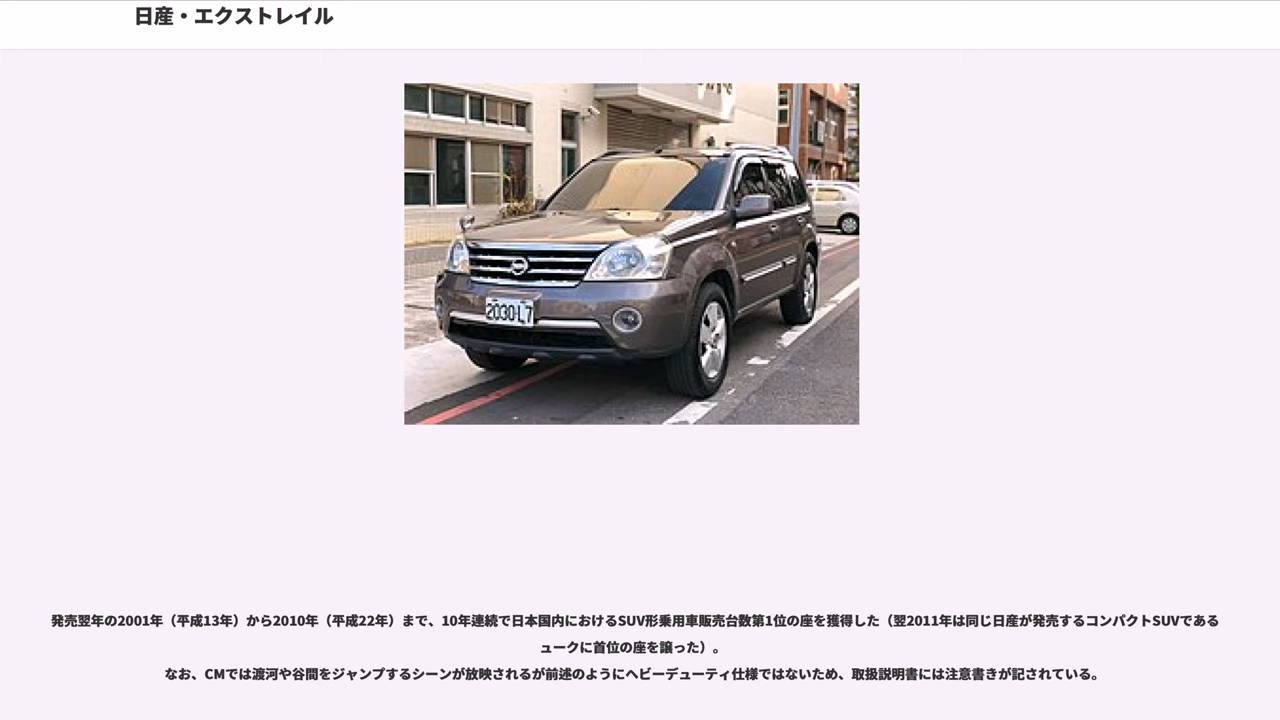 日産・エクストレイル
2030 L7
発売翌年の2001年（平成13年）から2010年（平成22年）まで、10年連続で日本国内におけるSUV形乗用車販売台数第1位の座を獲得した（翌2011年は同じ日産が発売するコンパクトSUVである
ュークに首位の座を譲った）。
なお、CMでは渡河や谷間をジャンプするシーンが放映されるが前述のようにヘビーデューティ仕様ではないため、取扱説明書には注意書きが記されている。